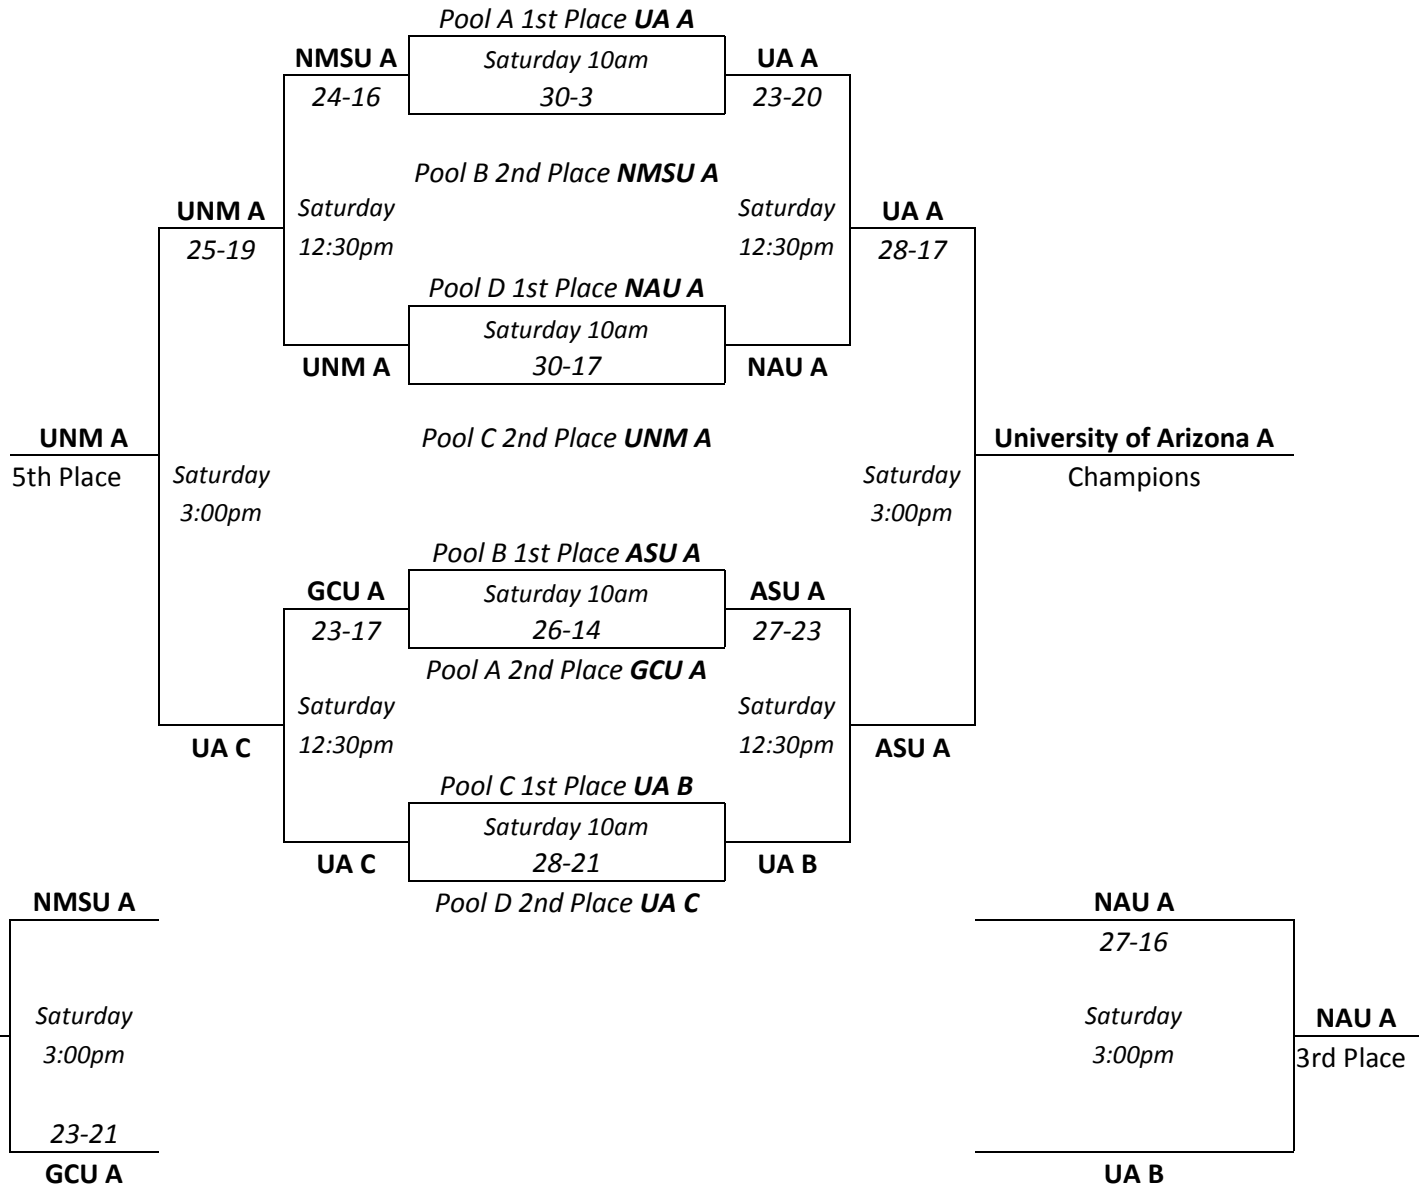 Pool A 1st Place UA A
NMSU A
Saturday 10am
UA A
24-16
30-3
23-20
Pool B 2nd Place NMSU A
UNM A
Saturday
Saturday
UA A
25-19
12:30pm
12:30pm
28-17
Pool D 1st Place NAU A
Saturday 10am
UNM A
30-17
NAU A
UNM A
Pool C 2nd Place UNM A
University of Arizona A
5th Place
Saturday
Saturday
Champions
3:00pm
3:00pm
Pool B 1st Place ASU A
GCU A
Saturday 10am
ASU A
23-17
26-14
27-23
Pool A 2nd Place GCU A
Saturday
Saturday
UA C
12:30pm
12:30pm
ASU A
Pool C 1st Place UA B
Saturday 10am
UA C
28-21
UA B
NMSU A
Pool D 2nd Place UA C
NAU A
27-16
Saturday
Saturday
NAU A
3:00pm
3:00pm
3rd Place
23-21
GCU A
UA B